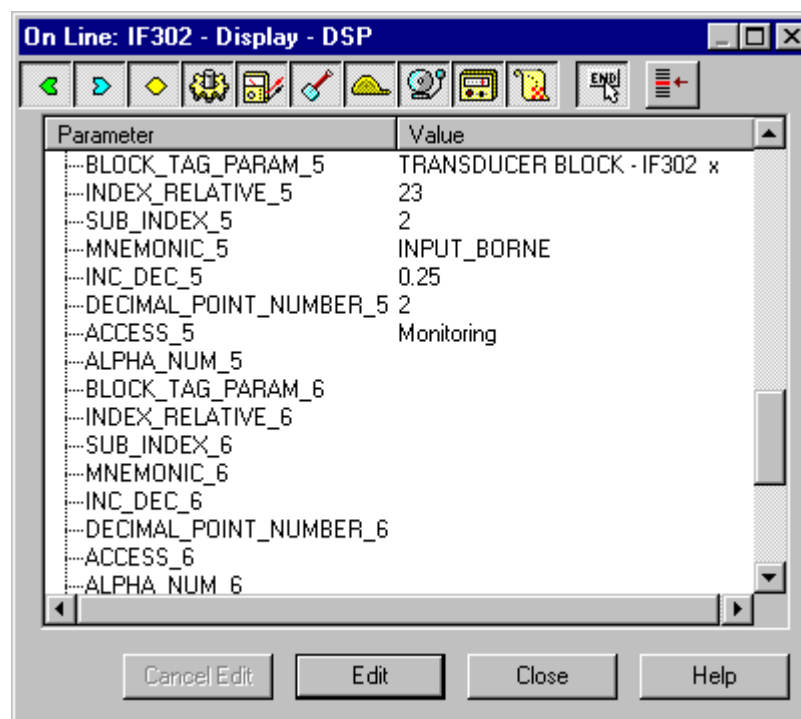 On Line: IF302 - Display - DSP
END
Parameter Value
BLOCK_TAG_PARAM_5 TRANSDUCER BLOCK - IF302 x
INDEX_RELATIVE_5 23
SUB_INDEX_5 2
MNEMONIC_5 INPUT_BORNE
INC_DEC_5 0.25
DECIMAL_POINT_NUMBER_5 2
ACCESS_5 Monitoring
ALPHA_NUM_5
BLOCK_TAG_PARAM_6
INDEX_RELATIVE_6
SUB_INDEX_6
MNEMONIC_6
INC_DEC_6
DECIMAL_POINT_NUMBER_6
ACCESS_6
ALPHA_NUM_6
Cancel Edit Edit Close Help